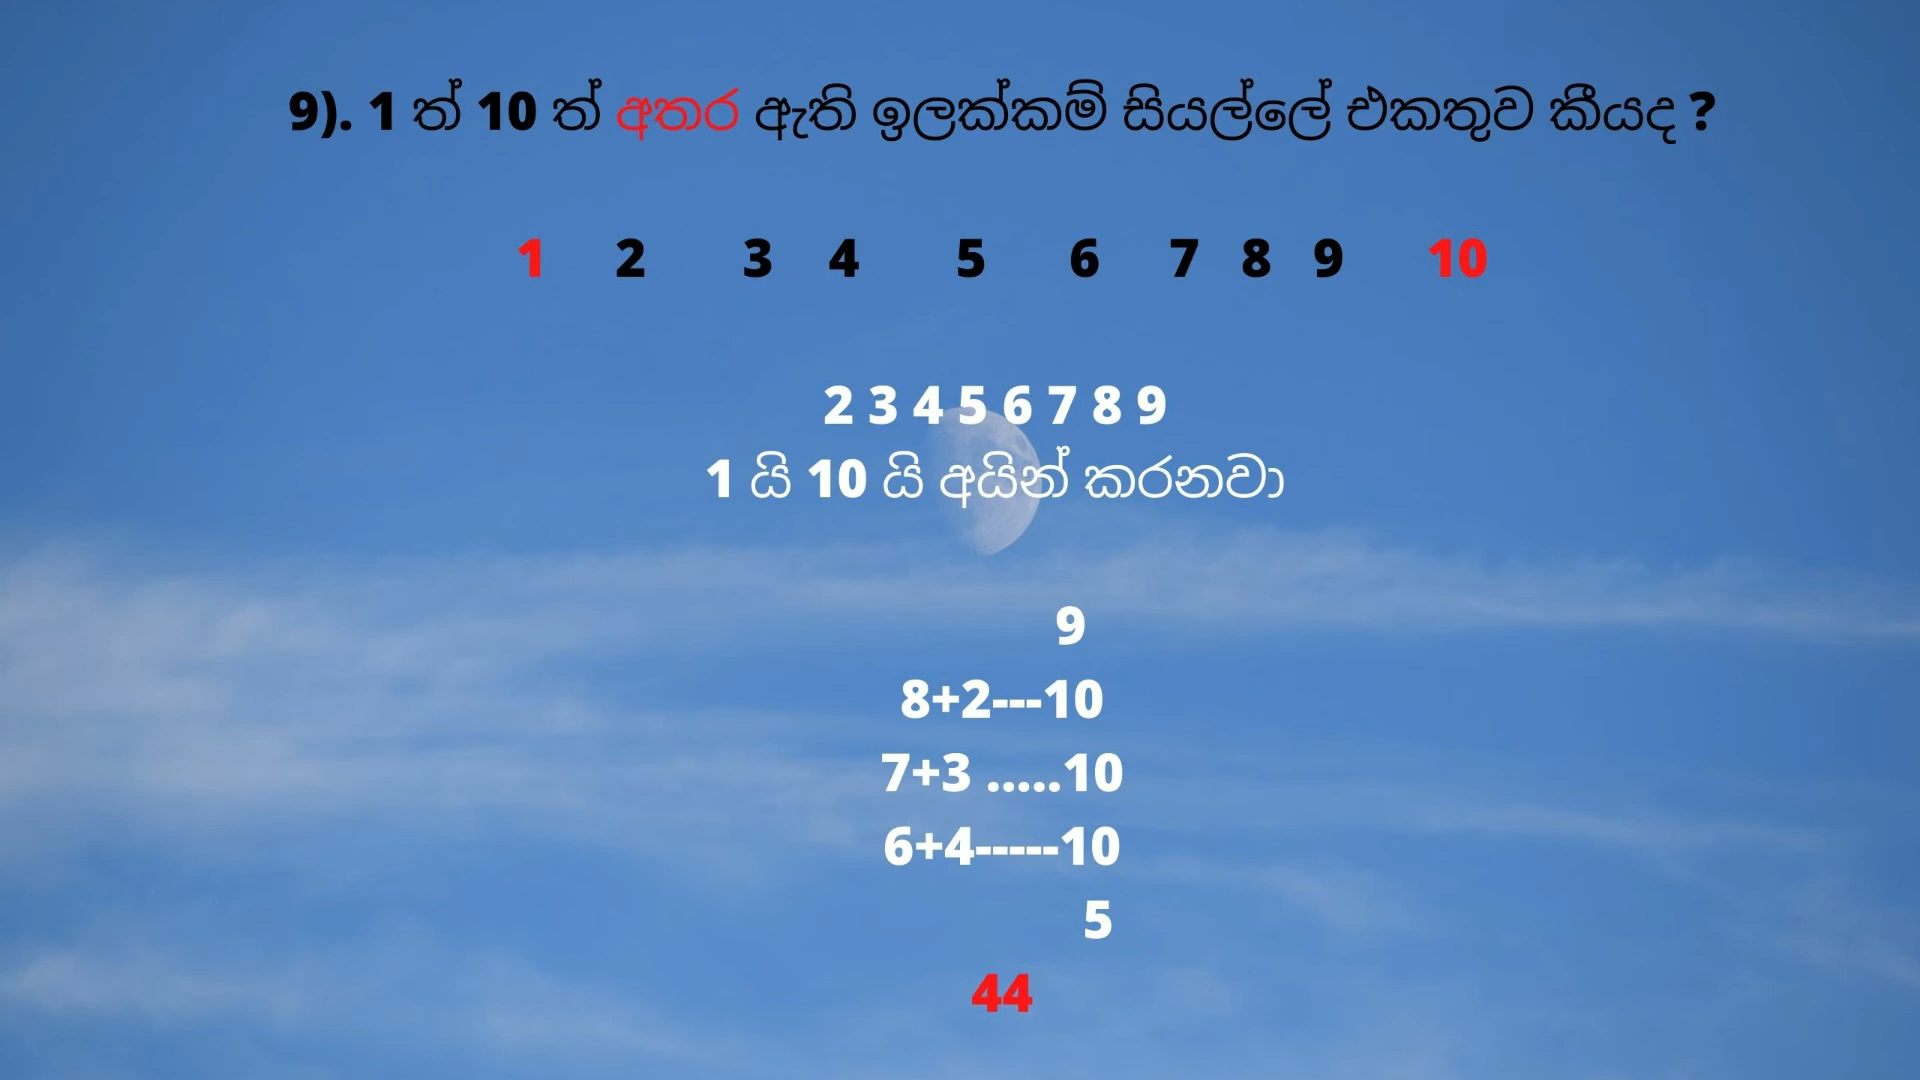 9). 1 ත් 10 ත් අතර ඇති ඉලක්කම් සියල්ලේ එකතුව කීයද ?
1 2 3 4 5 6 7 8 9 10
2 3 4 5 6 7 8 9
1 යි 10 යි අයින් කරනවා
9
8+2---10
7+3 .....10
6+4-----10
5
44